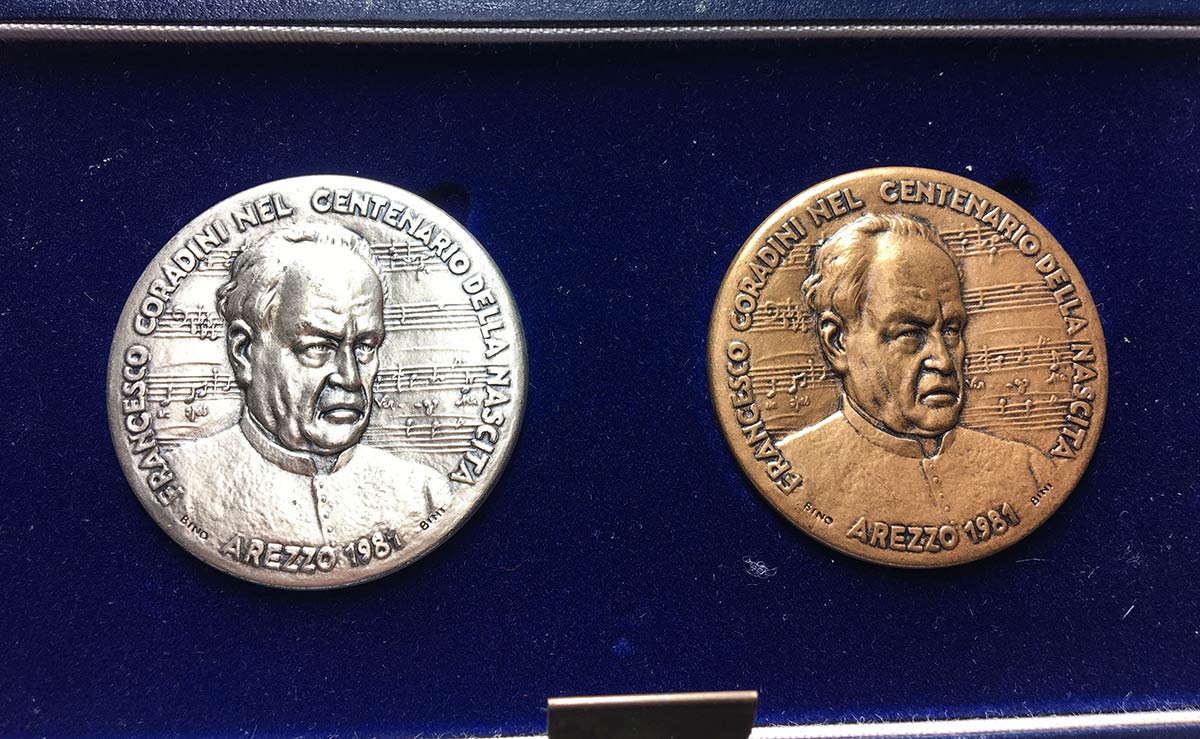 FRANCESCO CORADINI NEL CENTENARIO DELLA NASCITA
BINO
BINI
AREZZO 1981
FRANCESCO CORADINI NEL CENTENARIO DELLA NASCITA
BINO
BINI
AREZZO 1981